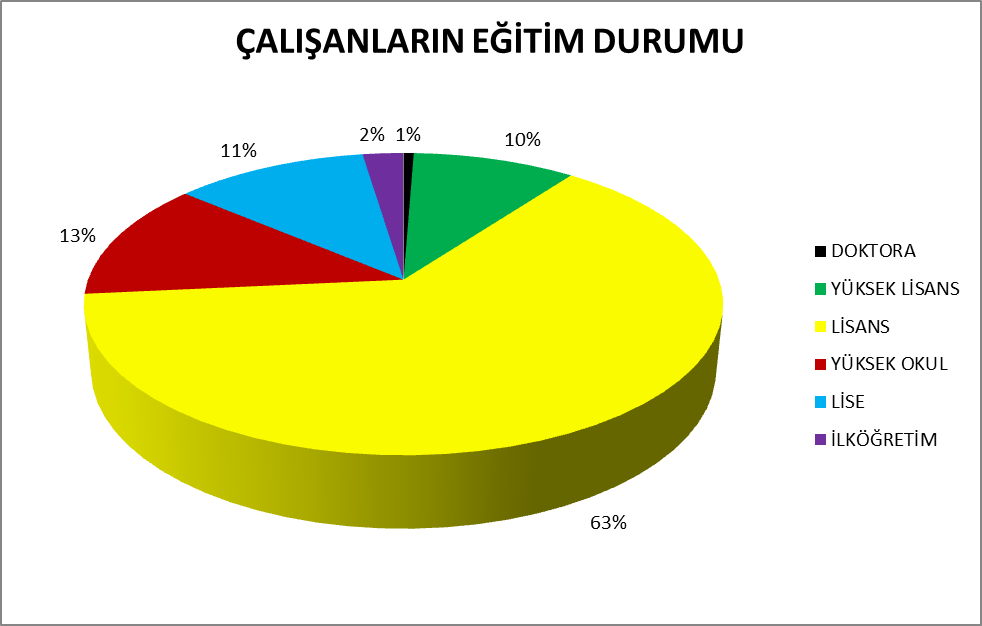 ÇALIŞANLARIN EĞİTİM DURUMU
2% 1% 10%
11%
13%
63%
DOKTORA
YÜKSEK LİSANS
LİSANS
YÜKSEK OKUL
LİSE
İLKÖĞRETİM